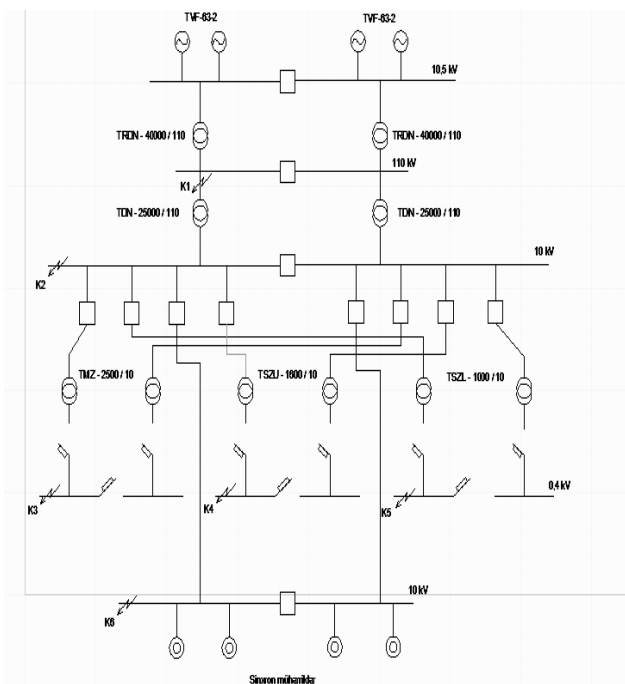 TVF-63-2 TVF-63-2
10,5 kV
TRDN - 40000 / 110 TRDN - 40000 / 110
110 kV
K1
TDN - 25000 / 110 TDN - 25000 / 110
10 kV
K2
TMZ - 2500 / 10 TSZU - 1600 / 10 TSZL - 1000 / 10
0,4 kV
K3 K4 K5
10 kV
K6
Sinxron mühərriklər